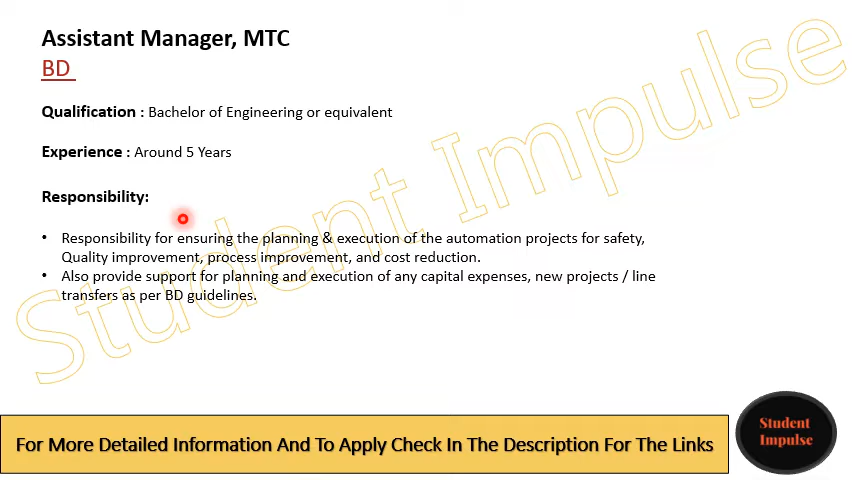 Assistant Manager, MTC
BD
Qualification : Bachelor of Engineering or equivalent
Experience : Around 5 Years
Responsibility:
• Responsibility for ensuring the planning & execution of the automation projects for safety,
Quality improvement, process improvement, and cost reduction.
• Also provide support for planning and execution of any capital expenses, new projects / line
transfers as per BD guidelines.
Student Impulse
For More Detailed Information And To Apply Check In The Description For The Links
Student
Impulse